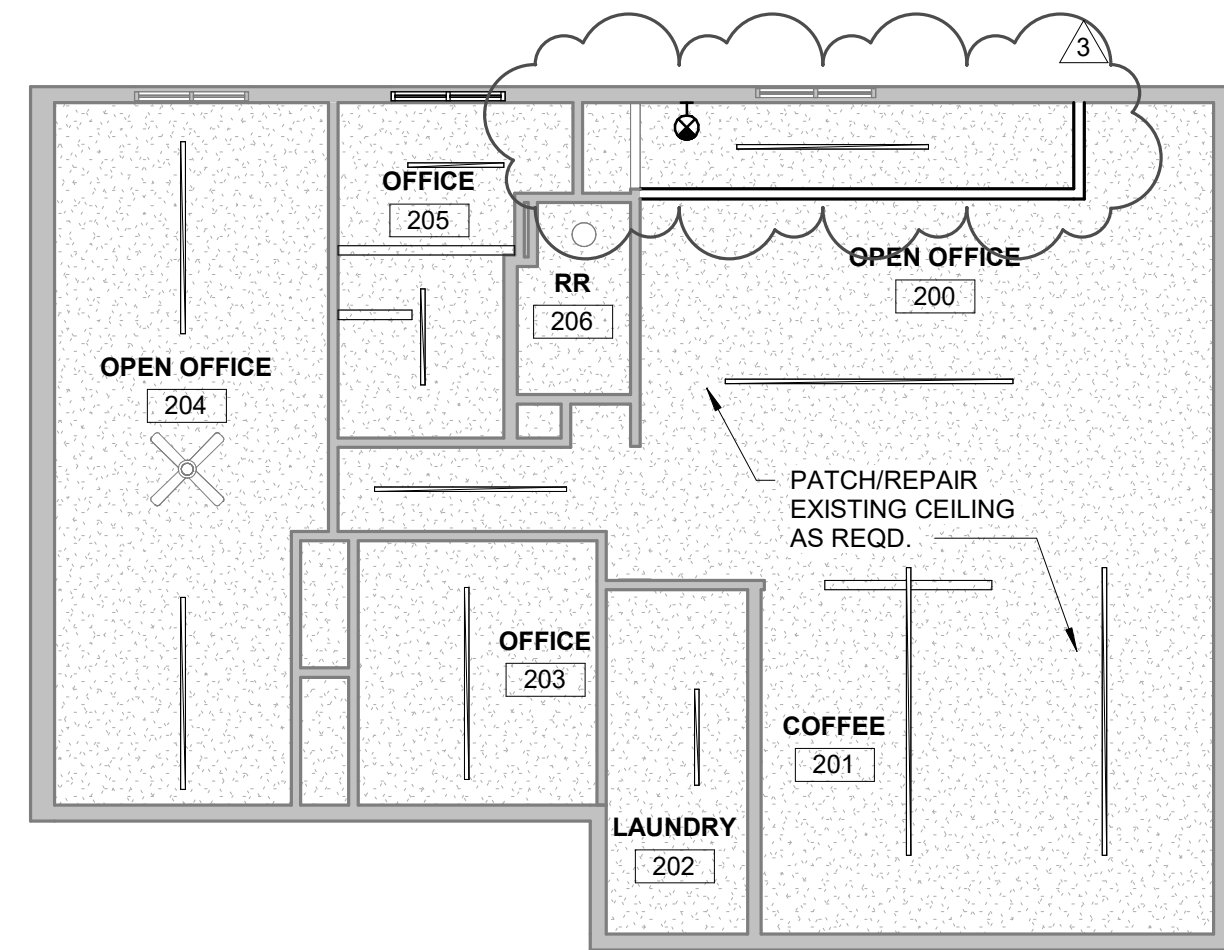 3
OFFICE
205
OPEN OFFICE
200
RR
206
OPEN OFFICE
204
PATCH/REPAIR
EXISTING CEILING
AS REQD.
OFFICE
203
COFFEE
201
LAUNDRY
202